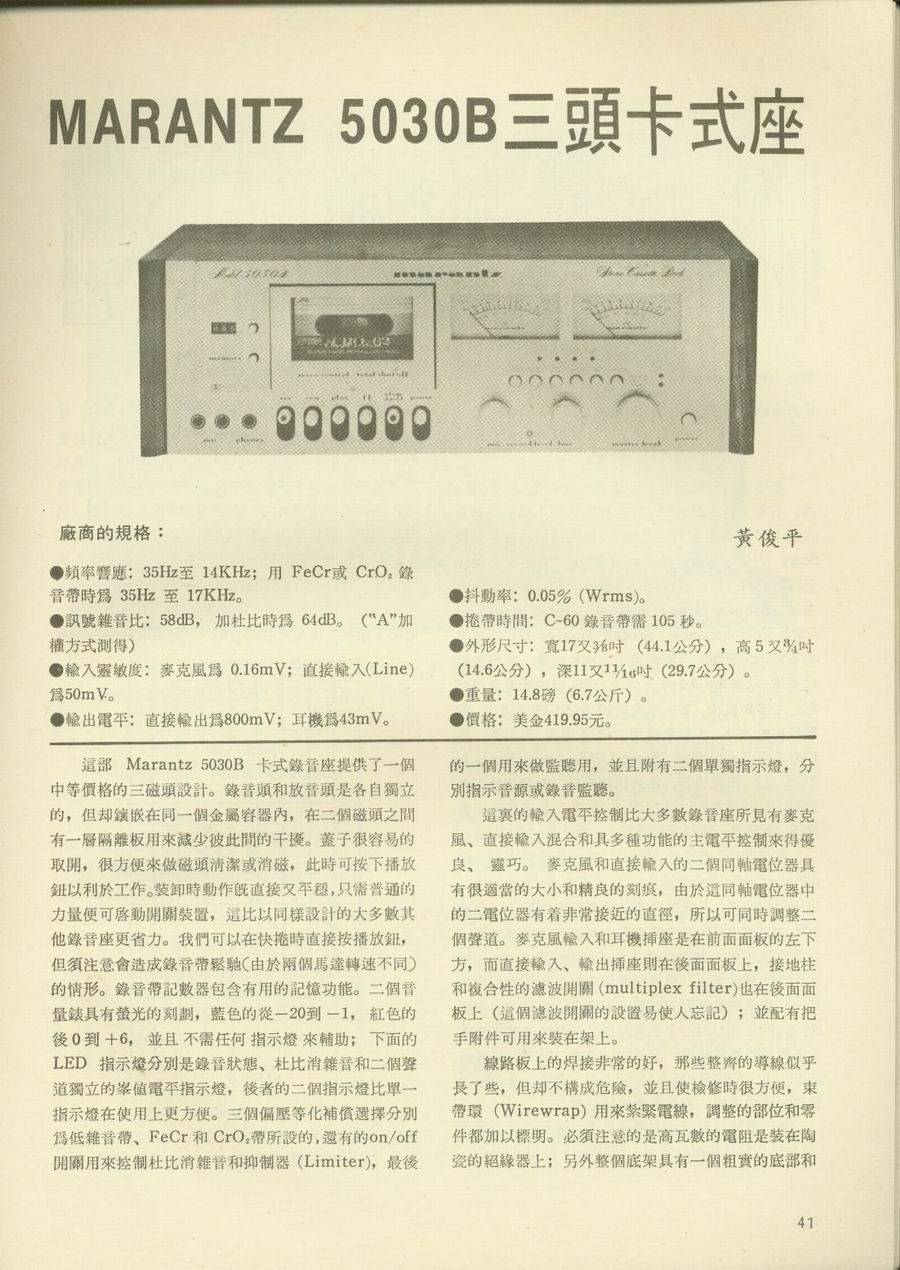 MARANTZ 5030B三頭卡式座
marantz
memory
mic
phones
power
廠商的規格：
黃俊平
●頻率響應：35Hz至 14KHz；用 FeCr或 CrO₂ 錄
音帶時爲 35Hz 至 17KHz。
●訊號雜音比：58dB， 加杜比時爲 64dB。（"A"加
權方式測得）
●輸入靈敏度：麥克風爲 0.16mV；直接輸入(Line)
爲50mV。
●輸出電平：直接輸出爲800mV；耳機爲43mV。
●抖動率：0.05%（Wrms)。
●捲帶時間：C-60 錄音帶需 105 秒。
●外形尺寸：寬17又⅜吋 （44.1公分），高 5 又¾吋
（14.6公分），深11又11/16吋（29.7公分）。
●重量：14.8磅（6.7公斤）。
●價格：美金419.95元。
這部 Marantz 5030B 卡式錄音座提供了一個
中等價格的三磁頭設計。錄音頭和放音頭是各自獨立
的，但却鑲嵌在同一個金属容器內，在二個磁頭之間
有一層隔離板用來減少彼此間的干擾。蓋子很容易的
取開，很方便來做磁頭淸潔或消磁，此時可按下播放
鈕以利於工作。裝卸時動作旣直接又平穩，只需普通的
力量便可啓動開關裝置，這比以同樣設計的大多數其
他錄音座更省力。我們可以在快捲時直接按播放鈕，
但須注意會造成錄音帶鬆馳(由於兩個馬達轉速不同)
的情形。錄音帶記數器包含有用的記憶功能。二個音
量錶具有螢光的刻劃，藍色的從－20到 －1， 紅色的
後 0 到 +6， 並且 不需任何 指示燈 來輔助； 下面的
LED 指示燈分別是錄音狀態、杜比消雜音和二個聲
道獨立的峯値電平指示燈，後者的二個指示燈比單一
指示燈在使用上更方便。三個偏壓等化補償選擇分別
爲低雜音帶、FeCr 和 CrO₂帶所設的，還有的on/off
開關用來控制杜比消雜音和抑制器（Limiter)，最後
的一個用來做監聽用，並且附有二個單獨指示燈，分
別指示音源或錄音監聽。
這裏的輸入電平控制比大多數錄音座所見有麥克
風、直接輸入混合和具多種功能的主電平控制來得優
良、 靈巧。 麥克風和直接輸入的二個同軸電位器具
有很適當的大小和精良的刻痕，由於這同軸電位器中
的二電位器有着非常接近的直徑，所以可同時調整二
個聲道。麥克風輸入和耳機揷座是在前面面板的左下
方，而直接輸入、輸出揷座則在後面面板上，接地柱
和複合性的濾波開關 (multiplex filter)也在後面面
板上（這個濾波開關的設置易使人忘記）；並配有把
手附件可用來裝在架上。
線路板上的焊接非常的好，那些整齊的導線似乎
長了些，但却不構成危險，並且使檢修時很方便，束
帶環（Wirewrap) 用來紮緊電線，調整的部位和零
件都加以標明。必須注意的是高瓦數的電阻是裝在陶
瓷的絕緣器上；另外整個底架具有一個粗實的底部和
41